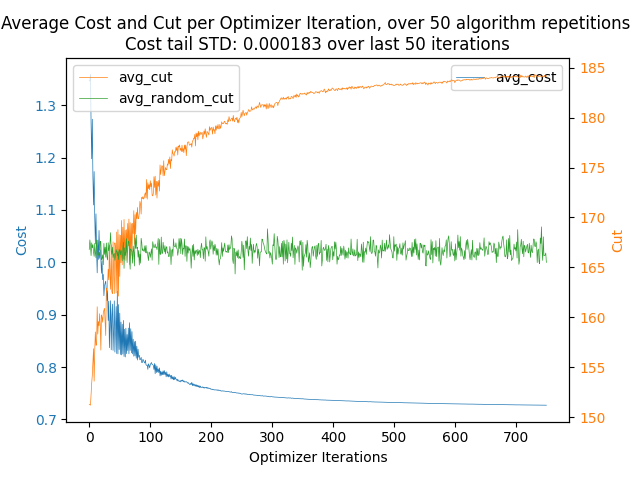 Average Cost and Cut per Optimizer Iteration, over 50 algorithm repetitions
Cost tail STD: 0.000183 over last 50 iterations
avg_cut
avg_random_cut
avg_cost
1.3
1.2
1.1
1.0
0.9
0.8
0.7
Cost
185
180
175
170
165
160
155
150
Cut
0 100 200 300 400 500 600 700
Optimizer Iterations